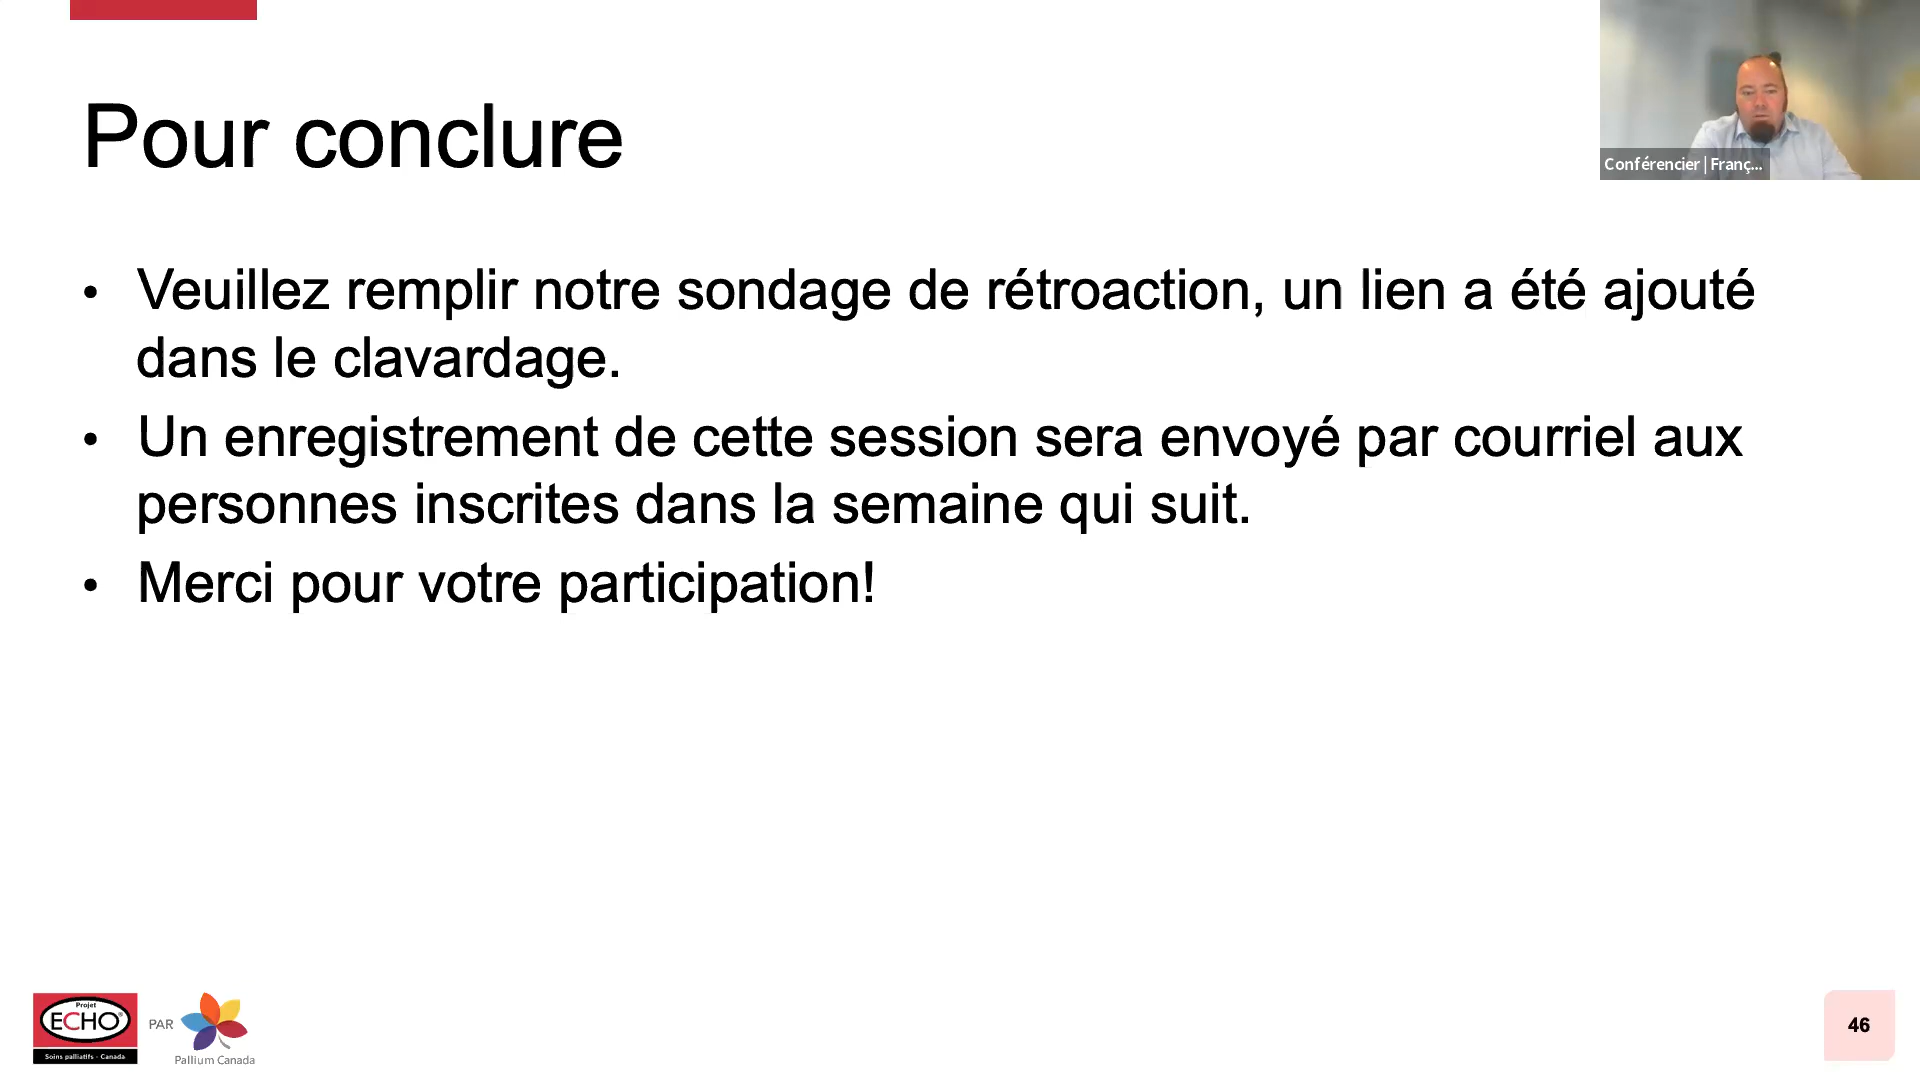 Pour conclure
Conférencier | Franç...
• Veuillez remplir notre sondage de rétroaction, un lien a été ajouté
dans le clavardage.
• Un enregistrement de cette session sera envoyé par courriel aux
personnes inscrites dans la semaine qui suit.
• Merci pour votre participation!
Projet
ECHO®
Soins palliatifs - Canada
PAR
Pallium Canada
46